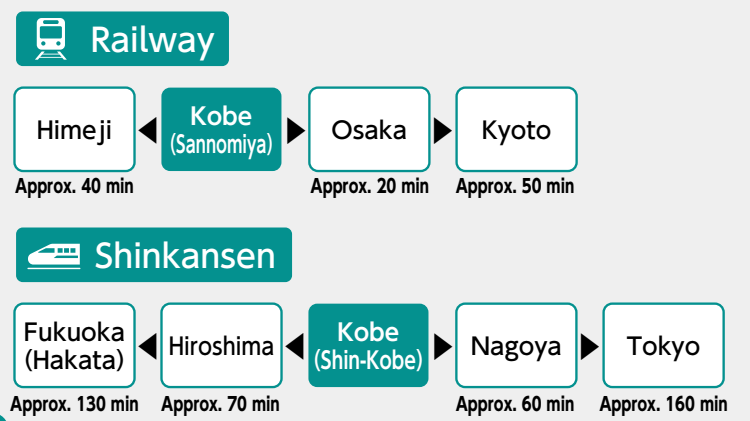 Railway
Himeji
Kobe
(Sannomiya)
Osaka
Kyoto
Approx. 40 min
Approx. 20 min
Approx. 50 min
Shinkansen
Fukuoka
(Hakata)
Hiroshima
Kobe
(Shin-Kobe)
Nagoya
Tokyo
Approx. 130 min
Approx. 70 min
Approx. 60 min
Approx. 160 min